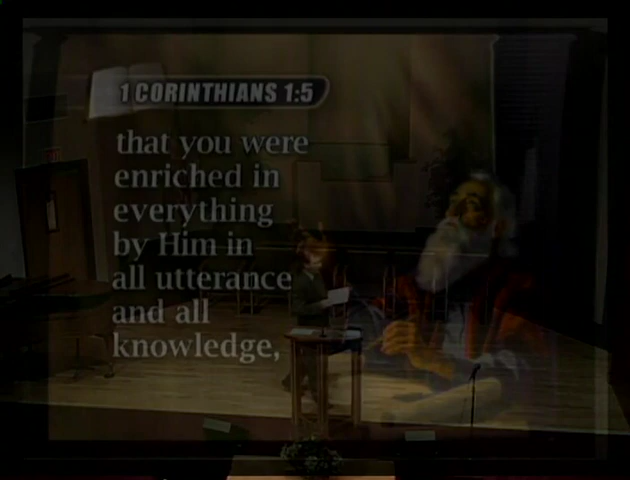 1 CORINTHIANS 1:5
that you were
enriched in
everything
by Him in
all utterance
and all
knowledge,